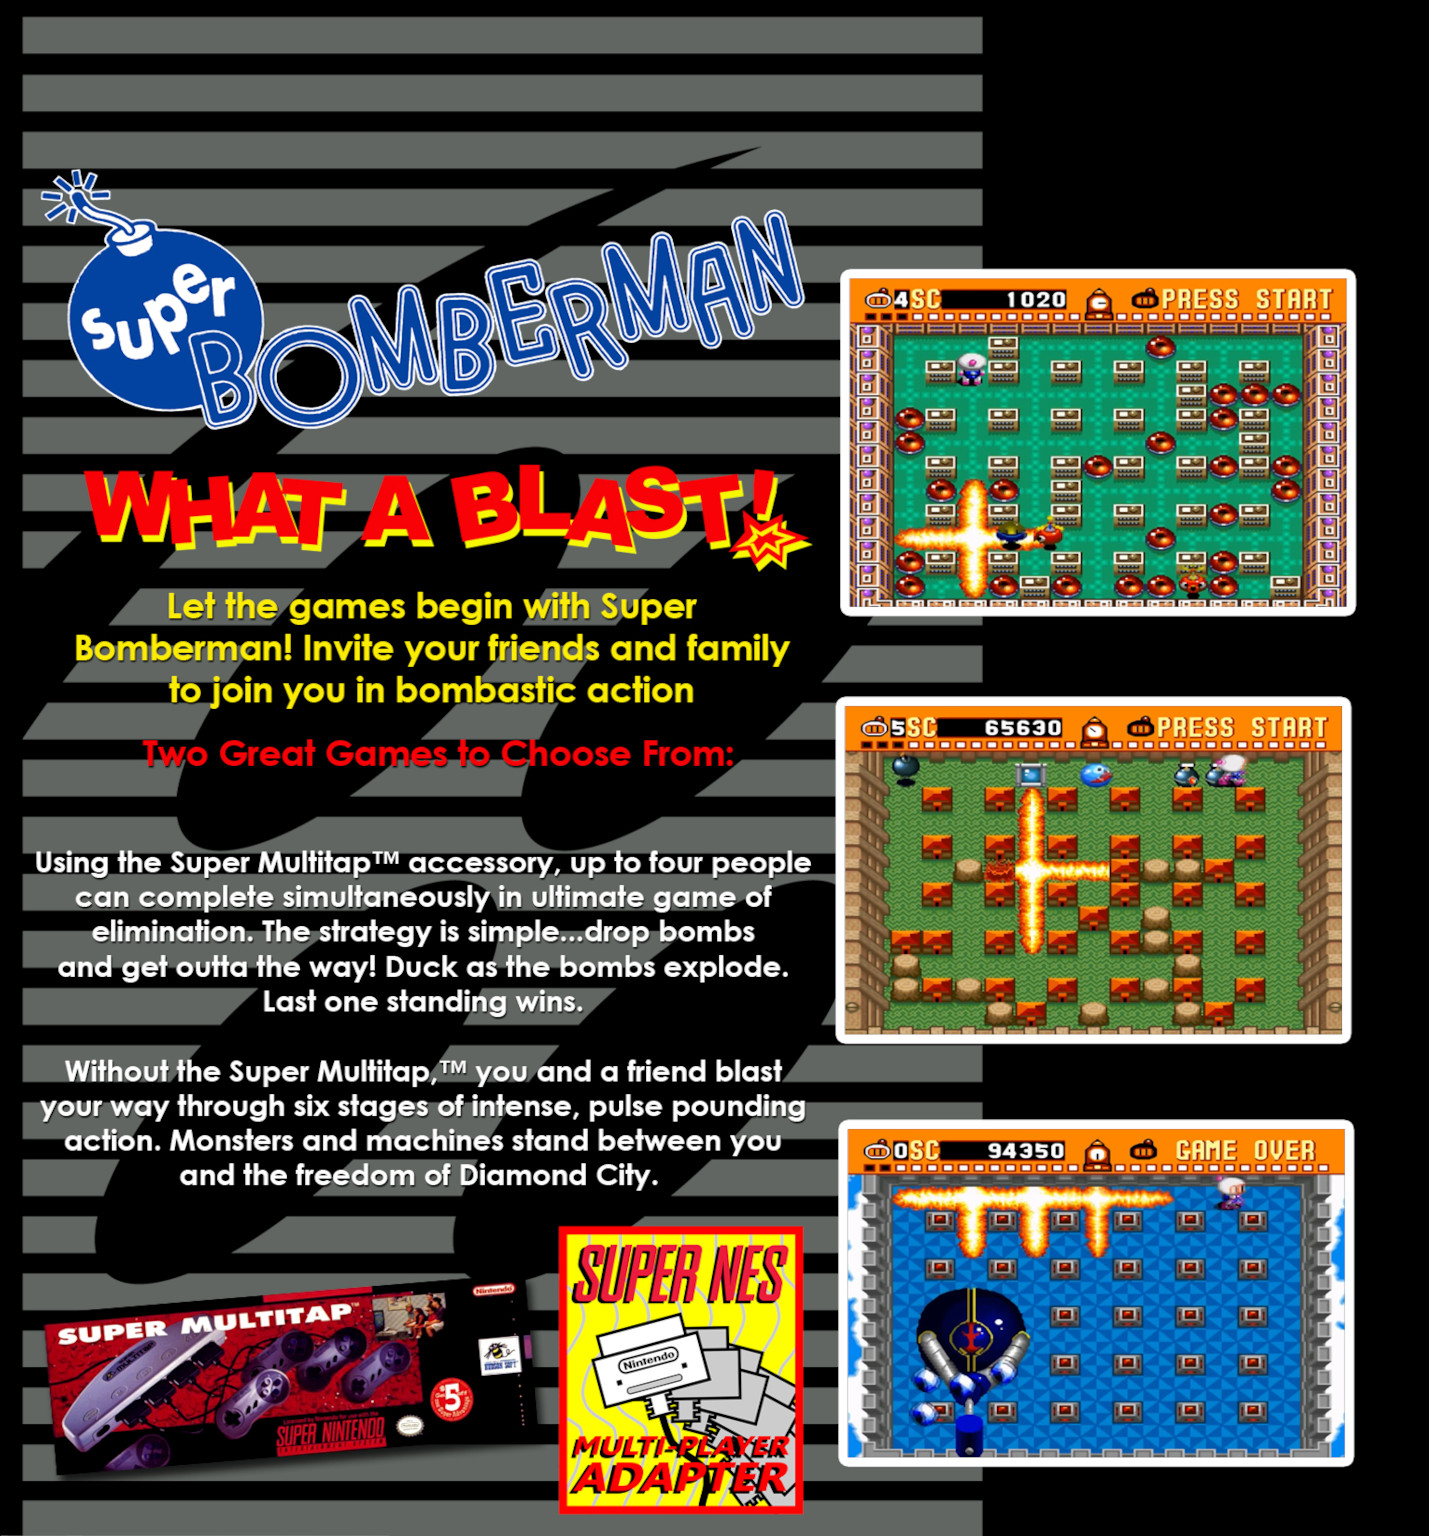 Super
BOMBERMAN
WHAT A BLAST!
Let the games begin with Super
Bomberman! Invite your friends and family
to join you in bombastic action
Two Great Games to Choose From:
Using the Super Multitap™ accessory, up to four people
can complete simultaneously in ultimate game of
elimination. The strategy is simple...drop bombs
and get outta the way! Duck as the bombs explode.
Last one standing wins.
Without the Super Multitap,™ you and a friend blast
your way through six stages of intense, pulse pounding
action. Monsters and machines stand between you
and the freedom of Diamond City.
Nintendo
SUPER MULTITAP™
HUDSON SOFT
$5
SUPER NINTENDO
ENTERTAINMENT SYSTEM
SUPER NES
Nintendo
MULTI-PLAYER
ADAPTER
4SC 1020 PRESS START
5SC 65630 PRESS START
0SC 94350 GAME OVER